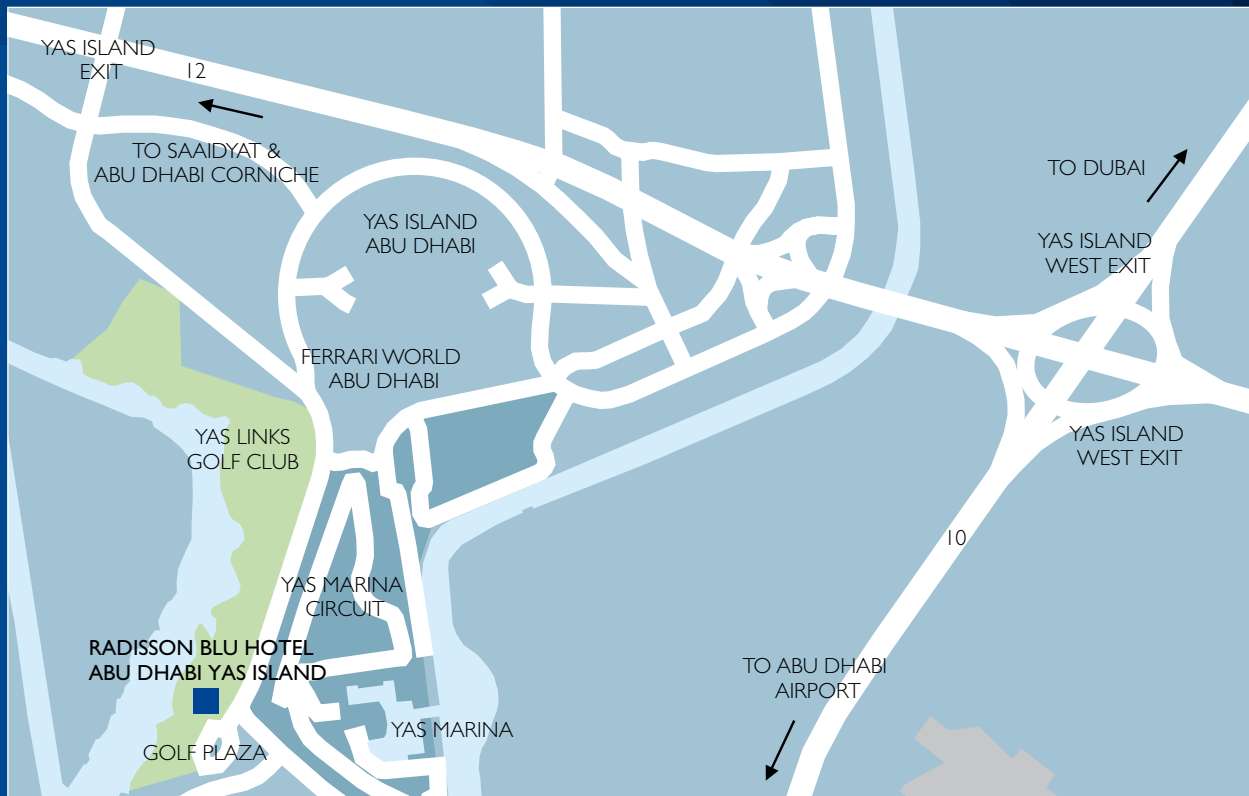 YAS ISLAND
EXIT
12
TO SAAIDYAT &
ABU DHABI CORNICHE
YAS ISLAND
ABU DHABI
TO DUBAI
YAS ISLAND
WEST EXIT
FERRARI WORLD
ABU DHABI
YAS LINKS
GOLF CLUB
YAS ISLAND
WEST EXIT
10
YAS MARINA
CIRCUIT
RADISSON BLU HOTEL
ABU DHABI YAS ISLAND
TO ABU DHABI
AIRPORT
YAS MARINA
GOLF PLAZA